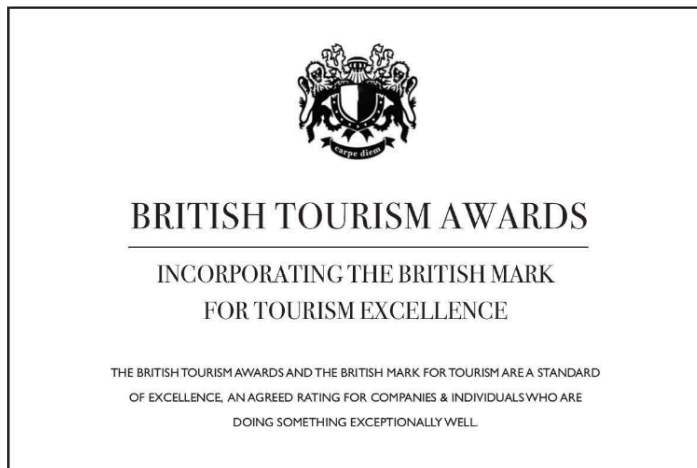 carpe diem
BRITISH TOURISM AWARDS
INCORPORATING THE BRITISH MARK
FOR TOURISM EXCELLENCE
THE BRITISH TOURISM AWARDS AND THE BRITISH MARK FOR TOURISM ARE A STANDARD
OF EXCELLENCE, AN AGREED RATING FOR COMPANIES & INDIVIDUALS WHO ARE
DOING SOMETHING EXCEPTIONALLY WELL.